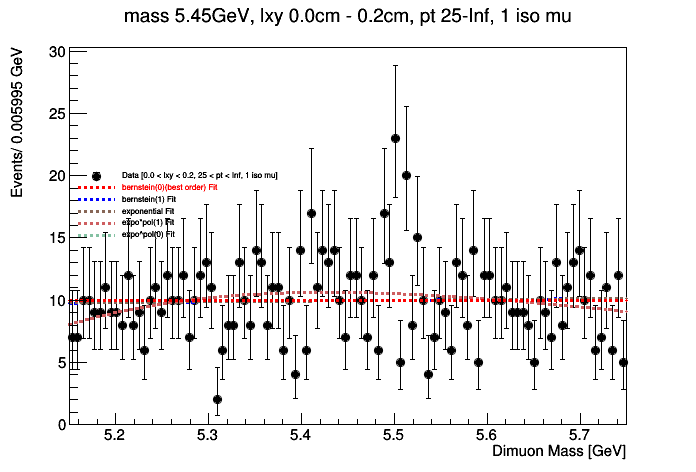 mass 5.45GeV, lxy 0.0cm - 0.2cm, pt 25-Inf, 1 iso mu
Events/ 0.005995 GeV
30
25
20
15
10
5
0
Data [0.0 < lxy < 0.2, 25 < pt < Inf, 1 iso mu]
bernstein(0)(best order) Fit
bernstein(1) Fit
exponential Fit
expo*pol(1) Fit
expo*pol(0) Fit
5.2 5.3 5.4 5.5 5.6 5.7
Dimuon Mass [GeV]